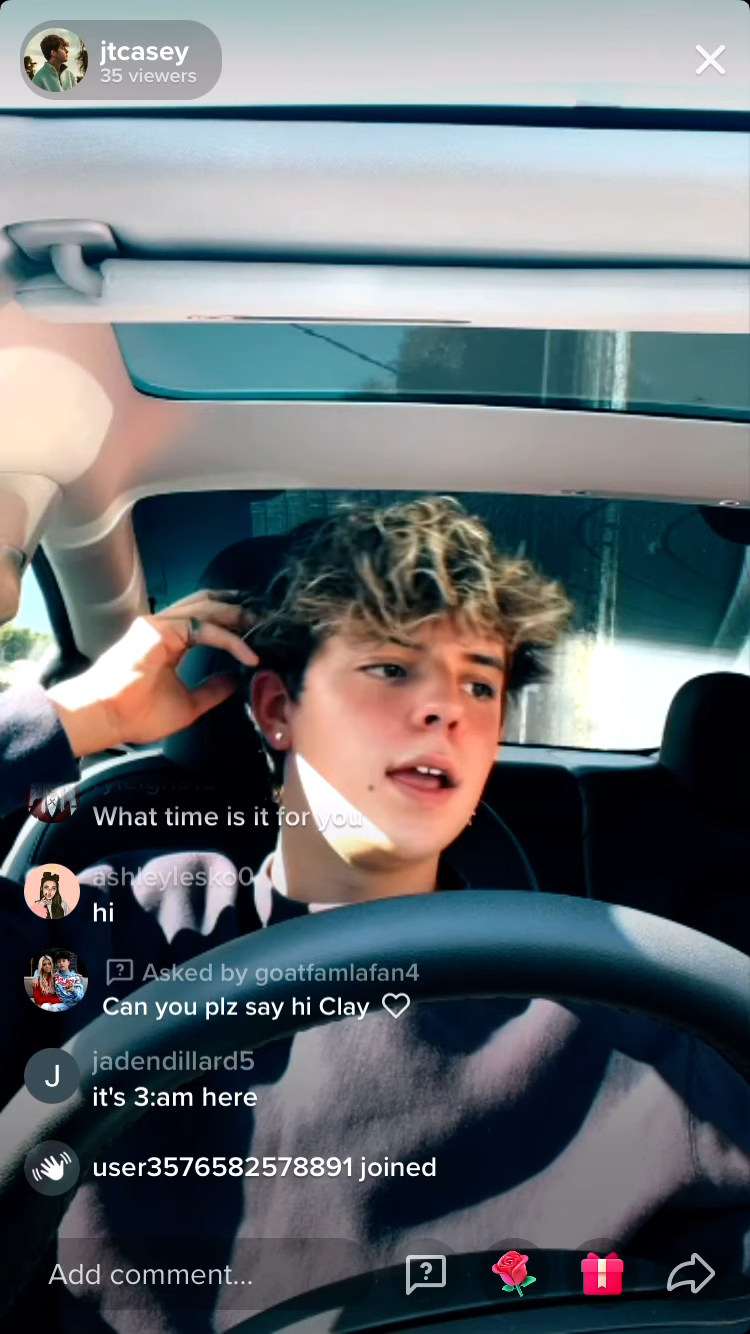 jtcasey
35 viewers
What time is it for you
ashleylesko0
hi
Asked by goatfamlafan4
Can you plz say hi Clay
J
jadendillard5
it's 3:am here
user3576582578891 joined
Add comment...